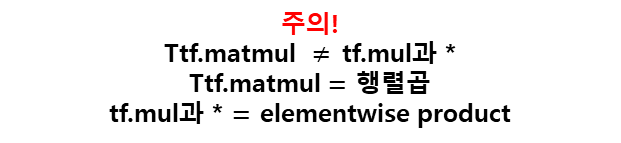 주의!
Ttf.matmul ≠ tf.mul과 *
Ttf.matmul = 행렬곱
tf.mul과 * = elementwise product